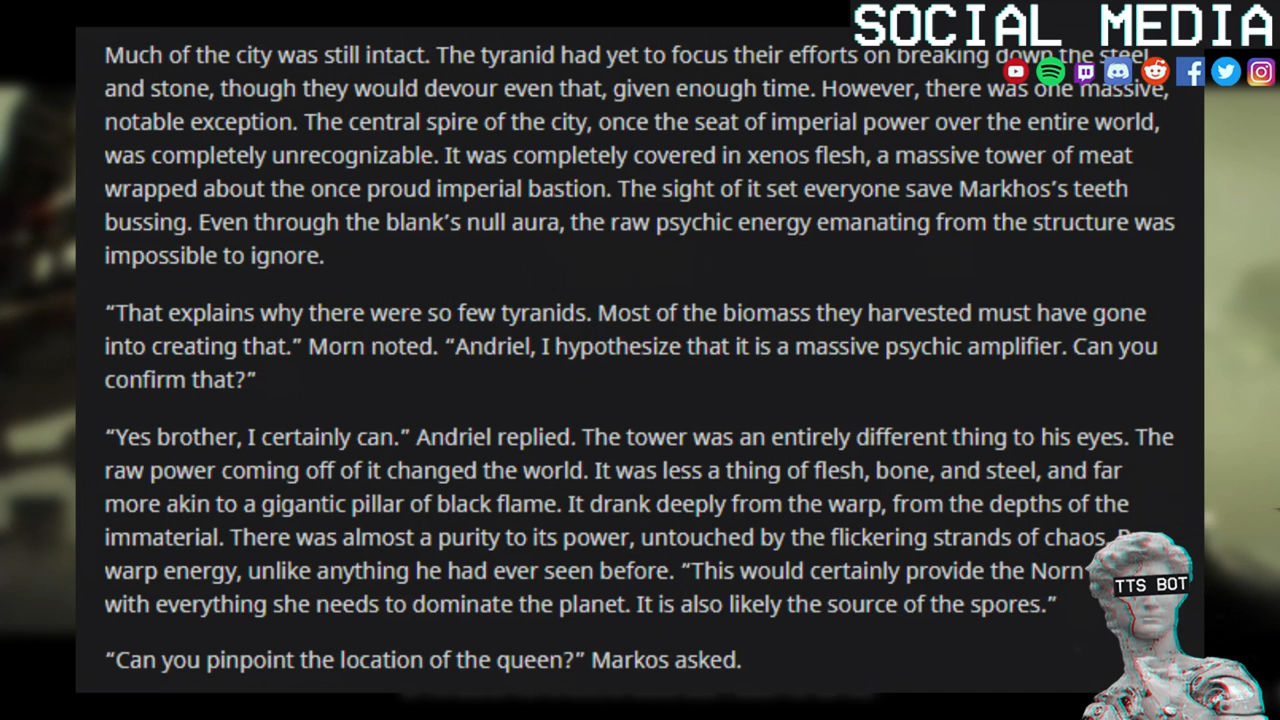 SOCIAL MEDIA
Much of the city was still intact. The tyranid had yet to focus their efforts on breaking down the steel
and stone, though they would devour even that, given enough time. However, there was one massive,
notable exception. The central spire of the city, once the seat of imperial power over the entire world,
was completely unrecognizable. It was completely covered in xenos flesh, a massive tower of meat
wrapped about the once proud imperial bastion. The sight of it set everyone save Markhos’s teeth
bussing. Even through the blank’s null aura, the raw psychic energy emanating from the structure was
impossible to ignore.
“That explains why there were so few tyranids. Most of the biomass they harvested must have gone
into creating that.” Morn noted. “Andriel, I hypothesize that it is a massive psychic amplifier. Can you
confirm that?”
“Yes brother, I certainly can.” Andriel replied. The tower was an entirely different thing to his eyes. The
raw power coming off of it changed the world. It was less a thing of flesh, bone, and steel, and far
more akin to a gigantic pillar of black flame. It drank deeply from the warp, from the depths of the
immaterial. There was almost a purity to its power, untouched by the flickering strands of chaos.
warp energy, unlike anything he had ever seen before. “This would certainly provide the Norn
with everything she needs to dominate the planet. It is also likely the source of the spores.”
“Can you pinpoint the location of the queen?” Markos asked.
TTS BOT